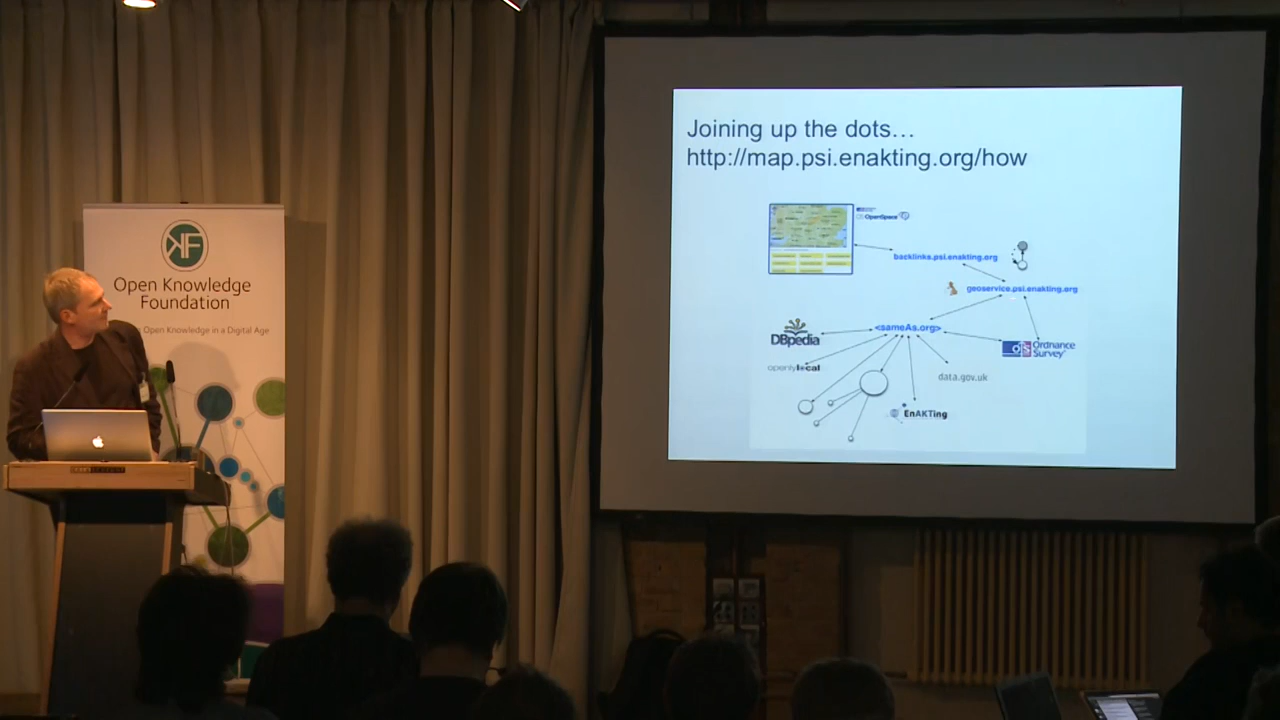 Joining up the dots…
http://map.psi.enakting.org/how
OpenSpace
backlinks.psi.enakting.org
geoservice.psi.enakting.org
<sameAs.org>
DBpedia
Ordnance
Survey
openlylocal
data.gov.uk
EnAKTing
KF
Open Knowledge
Foundation
Open Knowledge in a Digital Age